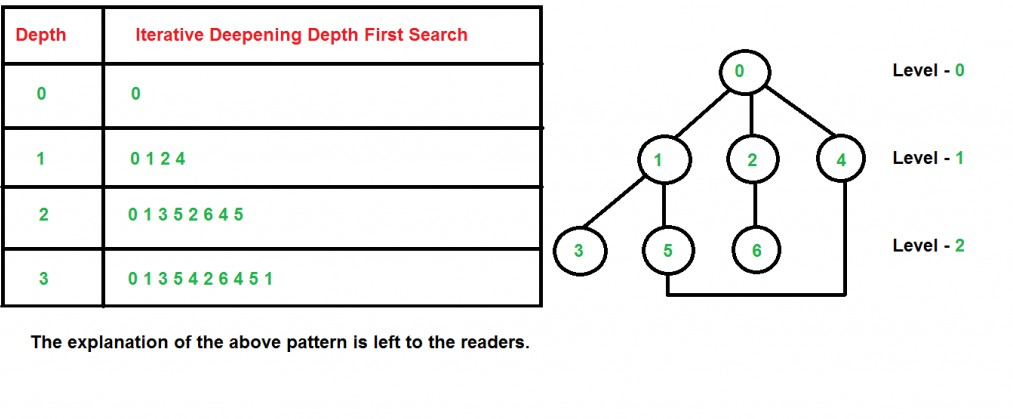 Depth Iterative Deepening Depth First Search
0 0
1 0 1 2 4
2 0 1 3 5 2 6 4 5
3 0 1 3 5 4 2 6 4 5 1
The explanation of the above pattern is left to the readers.
0 Level - 0
1 2 4 Level - 1
3 5 6 Level - 2